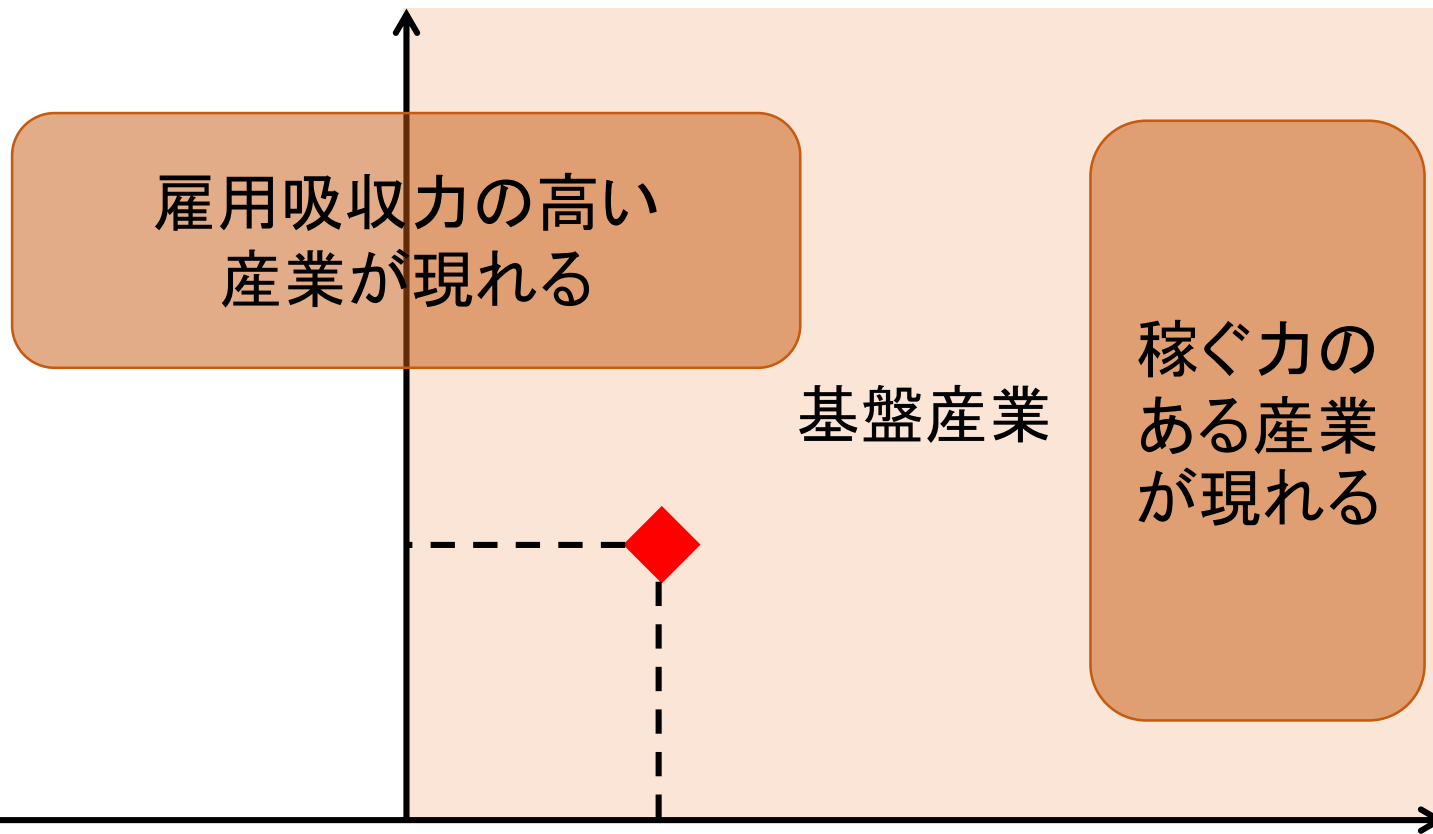 雇用吸収力の高い
産業が現れる
基盤産業
稼ぐ力の
ある産業
が現れる